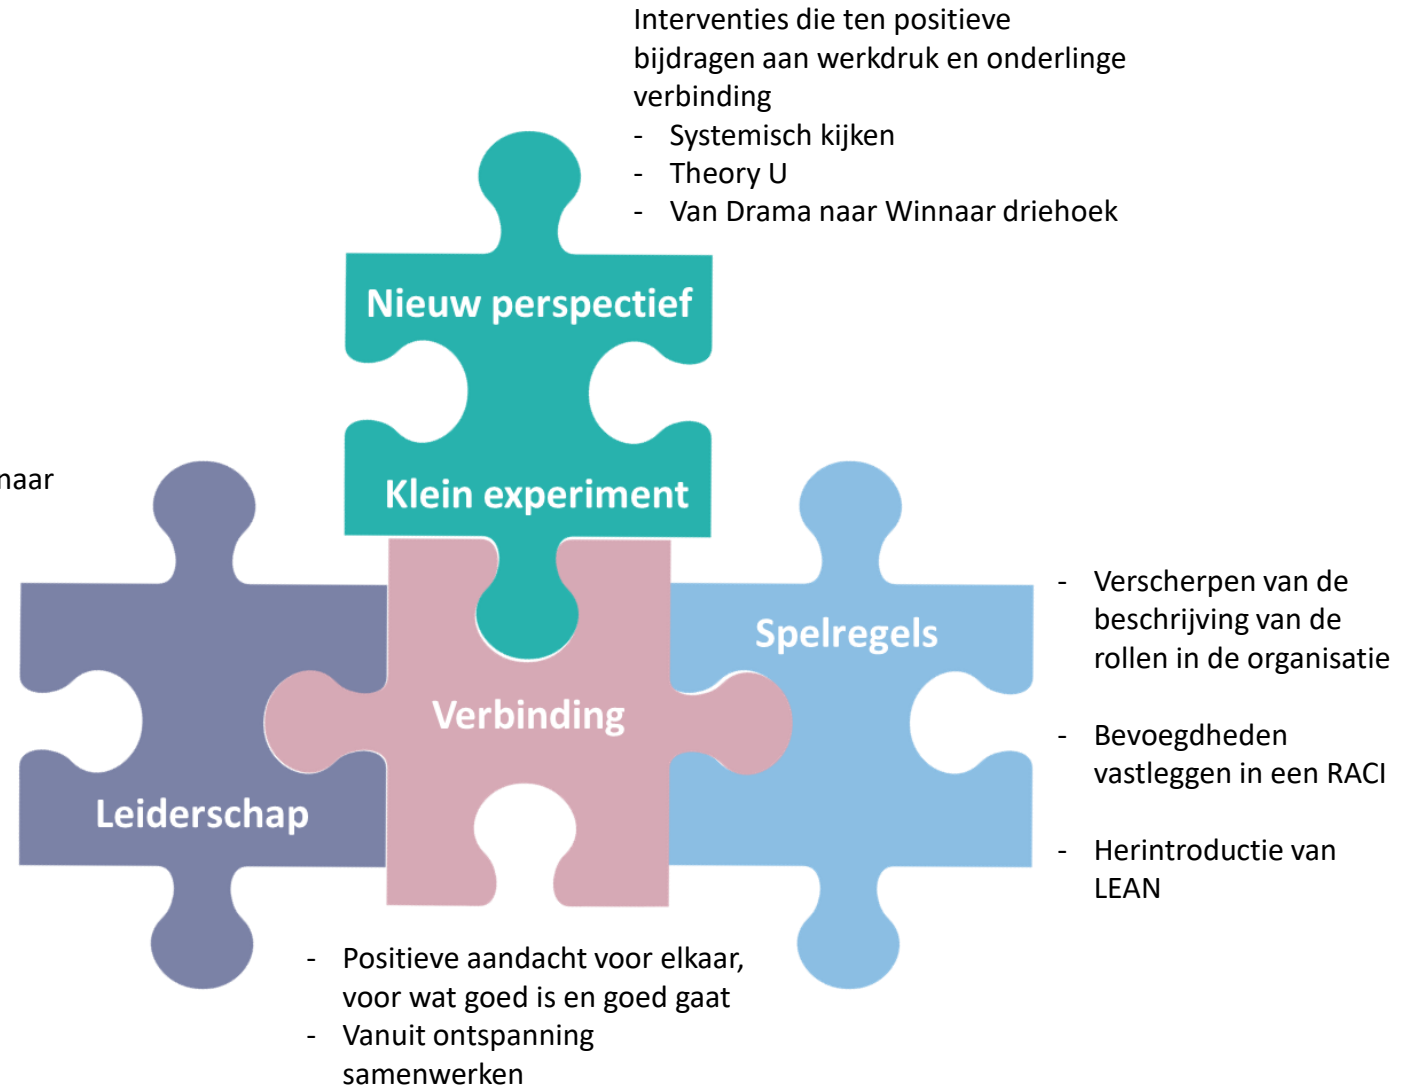 Interventies die ten positieve
bijdragen aan werkdruk en onderlinge
verbinding
- Systemisch kijken
- Theory U
- Van Drama naar Winnaar driehoek
Nieuw perspectief
Klein experiment
naar
Leiderschap
Verbinding
Spelregels
- Verscherpen van de
beschrijving van de
rollen in de organisatie
- Bevoegdheden
vastleggen in een RACI
- Herintroductie van
LEAN
- Positieve aandacht voor elkaar,
voor wat goed is en goed gaat
- Vanuit ontspanning
samenwerken